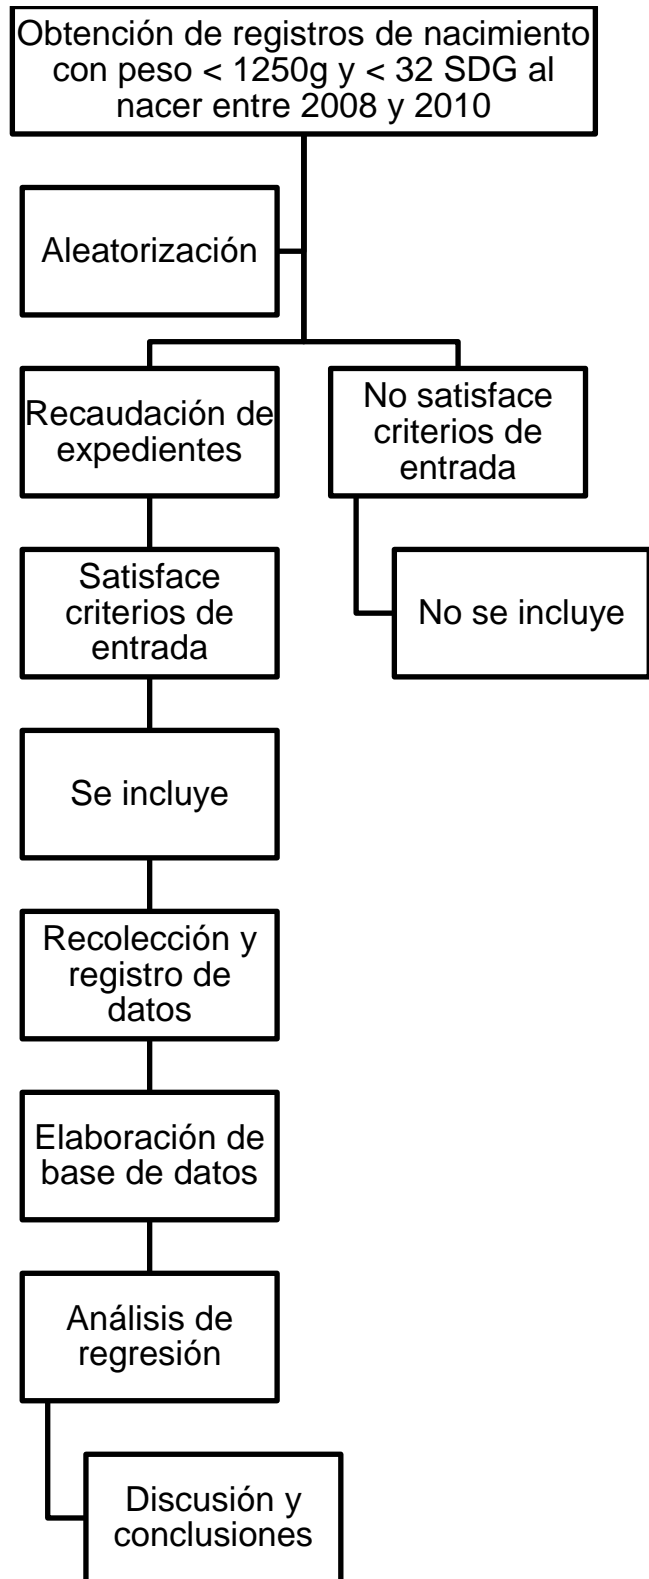 Obtención de registros de nacimiento
con peso < 1250g y < 32 SDG al
nacer entre 2008 y 2010
Aleatorización
Recaudación de
expedientes
No satisface
criterios de
entrada
Satisface
criterios de
entrada
No se incluye
Se incluye
Recolección y
registro de
datos
Elaboración de
base de datos
Análisis de
regresión
Discusión y
conclusiones